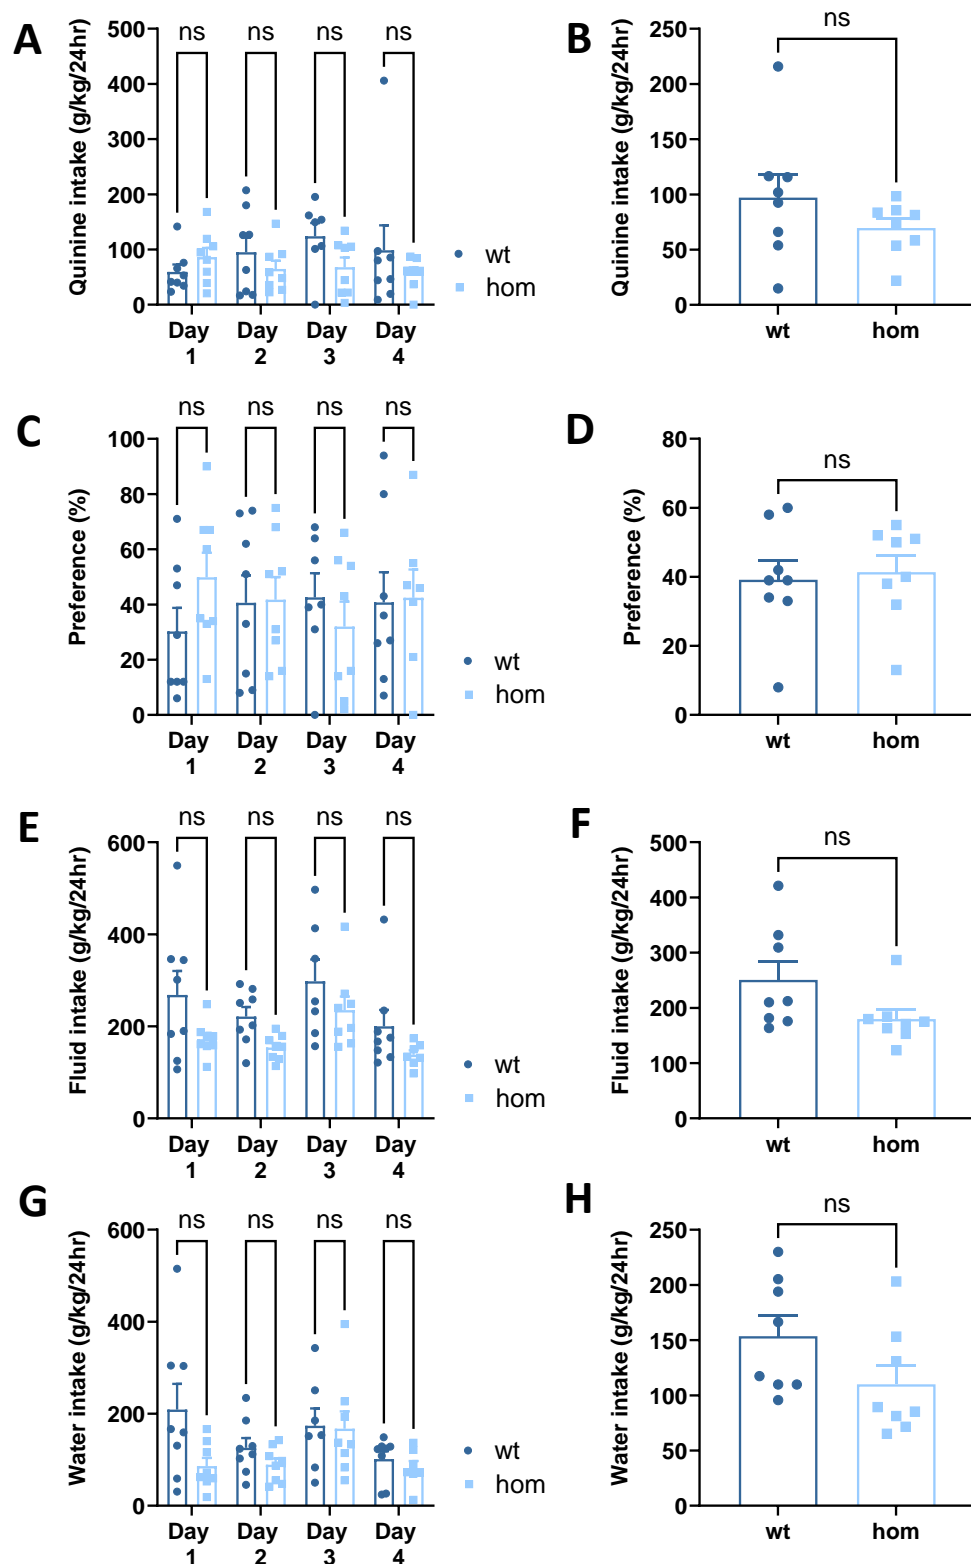 A
Quinine intake (g/kg/24hr)
500
400
300
200
100
0
ns ns ns ns
Day 1 Day 2 Day 3 Day 4
wt
hom
B
Quinine intake (g/kg/24hr)
250
200
150
100
50
0
ns
wt hom
C
Preference (%)
100
80
60
40
20
0
ns ns ns ns
Day 1 Day 2 Day 3 Day 4
wt
hom
D
Preference (%)
80
60
40
20
0
ns
wt hom
E
Fluid intake (g/kg/24hr)
600
400
200
0
ns ns ns ns
Day 1 Day 2 Day 3 Day 4
wt
hom
F
Fluid intake (g/kg/24hr)
500
400
300
200
100
0
ns
wt hom
G
Water intake (g/kg/24hr)
600
400
200
0
ns ns ns ns
Day 1 Day 2 Day 3 Day 4
wt
hom
H
Water intake (g/kg/24hr)
250
200
150
100
50
0
ns
wt hom